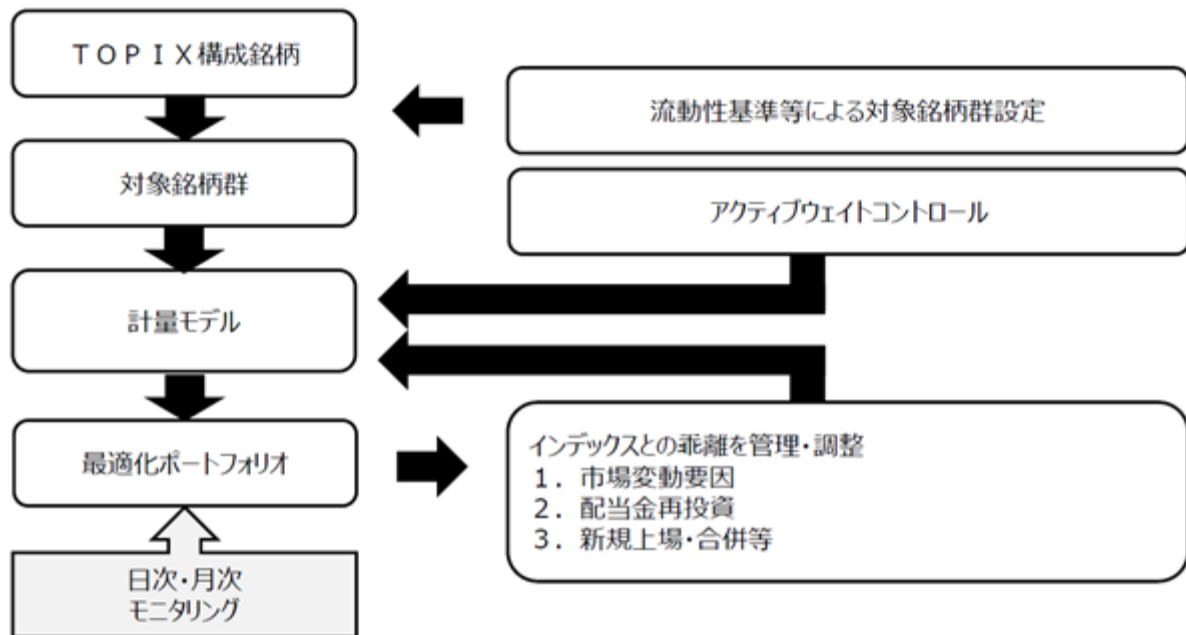 ＴＯＰＩＸ構成銘柄
流動性基準等による対象銘柄群設定
対象銘柄群
アクティブウェイトコントロール
計量モデル
最適化ポートフォリオ
インデックスとの乖離を管理・調整
１．市場変動要因
２．配当金再投資
３．新規上場・合併等
日次・月次
モニタリング